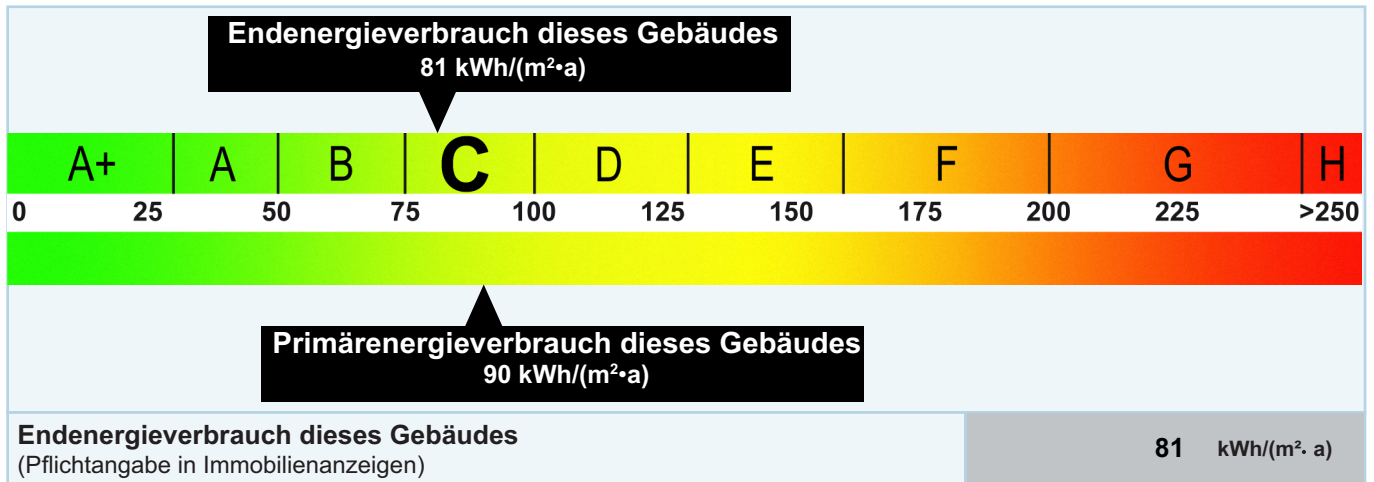 Endenergieverbrauch dieses Gebäudes
81 kWh/(m²•a)
A+ A B C D E F G H
0 25 50 75 100 125 150 175 200 225 >250
Primärenergieverbrauch dieses Gebäudes
90 kWh/(m²•a)
Endenergieverbrauch dieses Gebäudes
(Pflichtangabe in Immobilienanzeigen)
81 kWh/(m²· a)